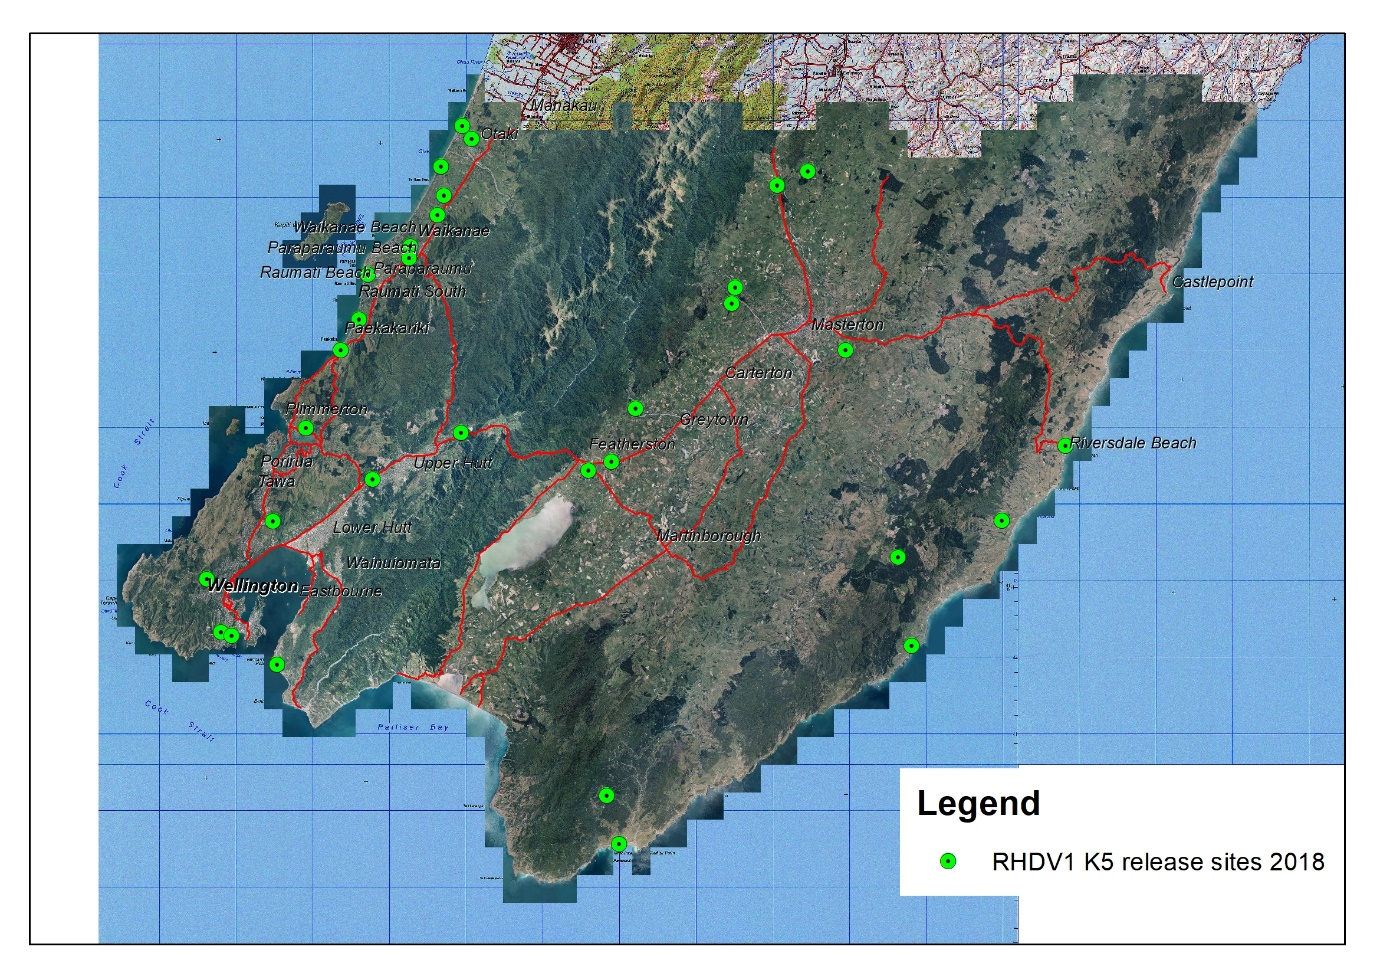 Manakau
Otaki
Waikanae Beach
Waikanae
Paraparaumu Beach
Raumati Beach
Paraparaumu
Raumati South
Castlepoint
Paekakariki
Masterton
Carterton
Plimmerton
Greytown
Featherston
Riversdale Beach
Porirua
Upper Hutt
Tawa
Cook Strait
Lower Hutt
Martinborough
Wainuiomata
Wellington
Eastbourne
Cook Strait
Palliser Bay
Legend
RHDV1 K5 release sites 2018